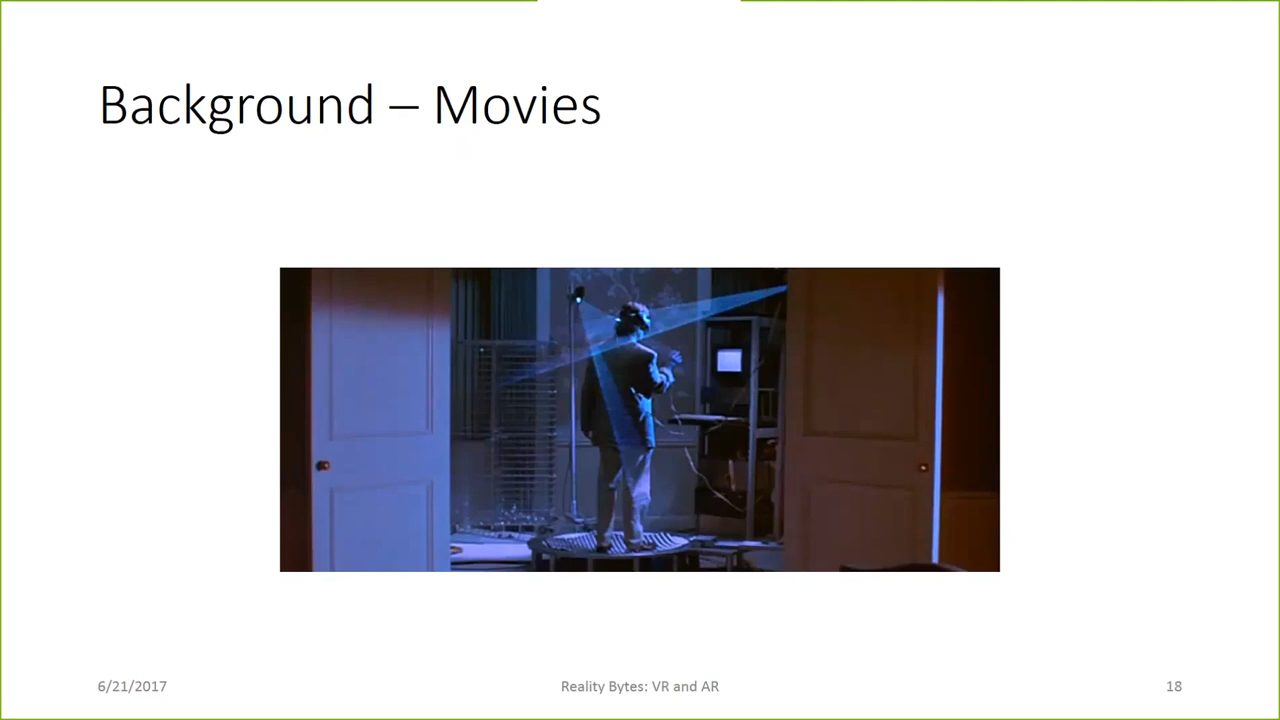 Background – Movies
6/21/2017
Reality Bytes: VR and AR
18